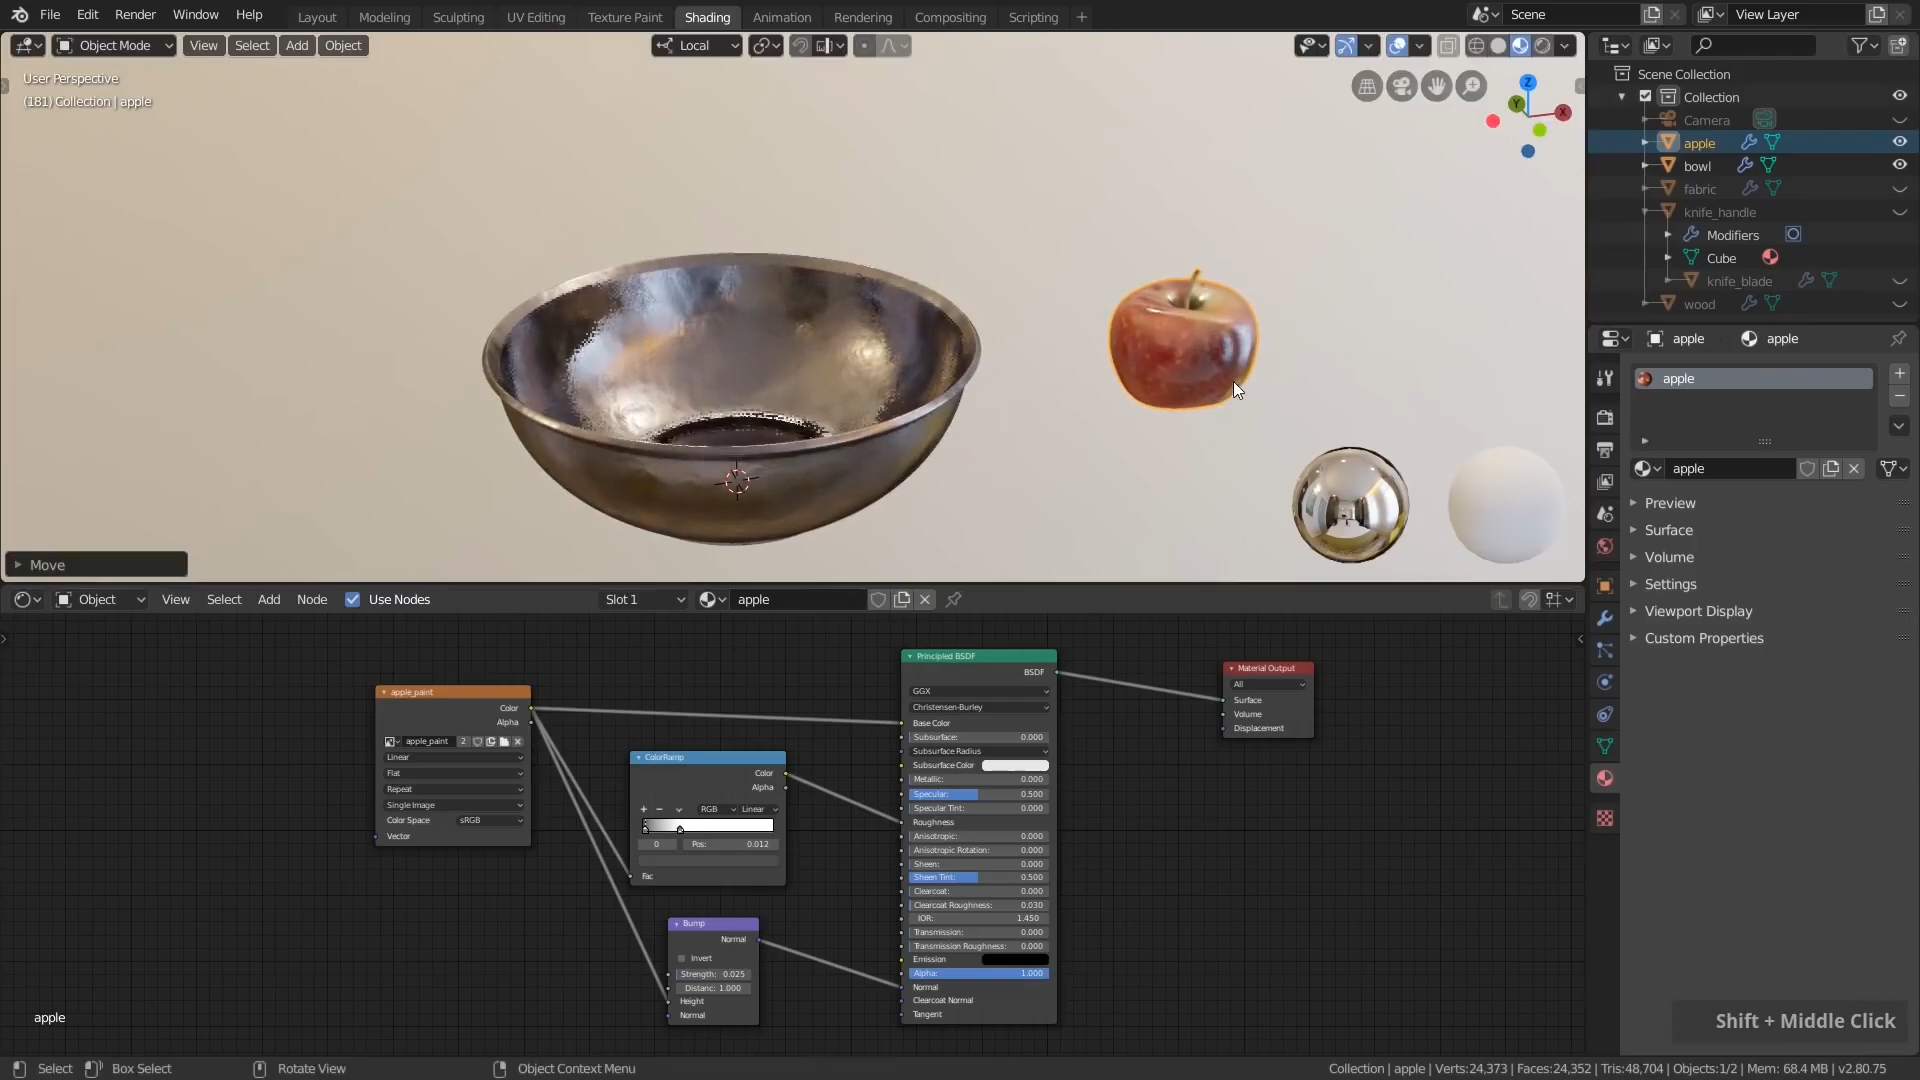 File Edit Render Window Help Layout Modeling Sculpting UV Editing Texture Paint Shading Animation Rendering Compositing Scripting + Scene View Layer
Object Mode View Select Add Object Local
User Perspective
(181) Collection | apple
Z
Y
X
Scene Collection
Collection
Camera
apple
bowl
fabric
knife_handle
Modifiers
Cube
knife_blade
wood
apple apple
apple
apple
Preview
Surface
Volume
Settings
Viewport Display
Custom Properties
Move
Object View Select Add Node Object Use Nodes Slot 1 apple
apple_paint
Color
Alpha
apple_paint 2
Linear
Flat
Repeat
Single Image
Color Space sRGB
Vector
ColorRamp
Color
Alpha
RGB Linear
0 Pos: 0.012
Fac
Bump
Normal
Invert
Strength: 0.025
Distanc: 1.000
Height
Normal
Principled BSDF
BSDF
GGX
Christensen-Burley
Base Color
Subsurface: 0.000
Subsurface Radius
Subsurface Color
Metallic: 0.000
Specular: 0.500
Specular Tint: 0.000
Roughness
Anisotropic: 0.000
Anisotropic Rotation: 0.000
Sheen: 0.000
Sheen Tint: 0.500
Clearcoat: 0.000
Clearcoat Roughness: 0.030
IOR: 1.450
Transmission: 0.000
Transmission Roughness: 0.000
Emission
Alpha: 1.000
Normal
Clearcoat Normal
Tangent
Material Output
All
Surface
Volume
Displacement
apple
Shift + Middle Click
Select Box Select Rotate View Object Context Menu Collection | apple | Verts:24,373 | Faces:24,352 | Tris:48,704 | Objects:1/2 | Mem: 68.4 MB | v2.80.75